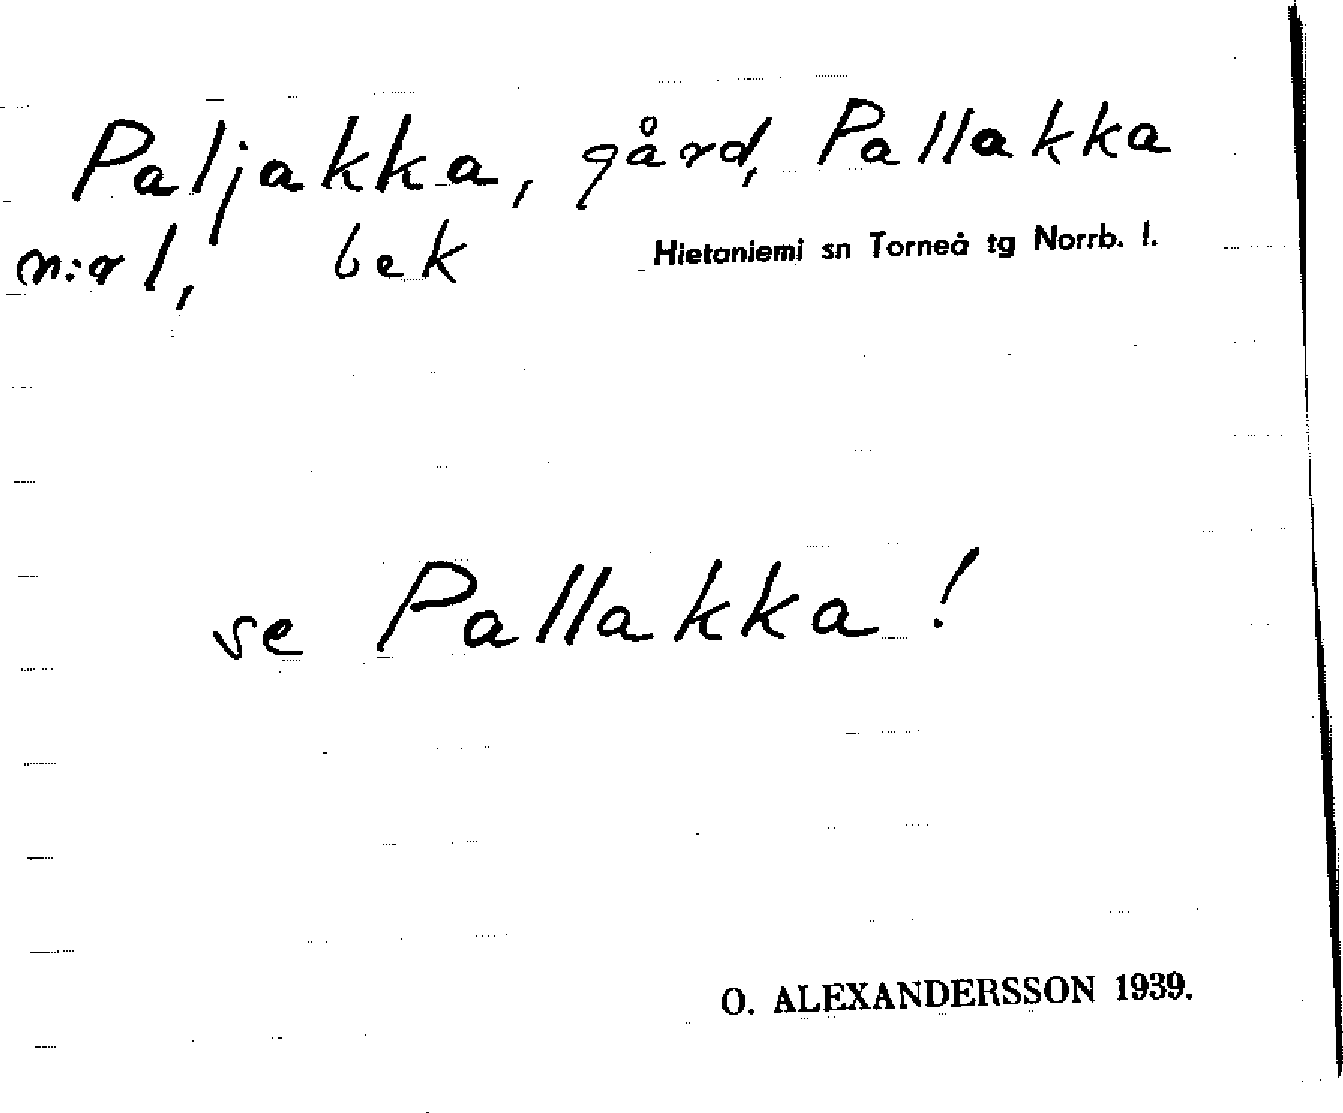 Paljakka, gård, Pallakka
n:r 1, bek
Hietaniemi sn Torneå tg Norrb. l.
se Pallakka!
O. ALEXANDERSSON 1939.